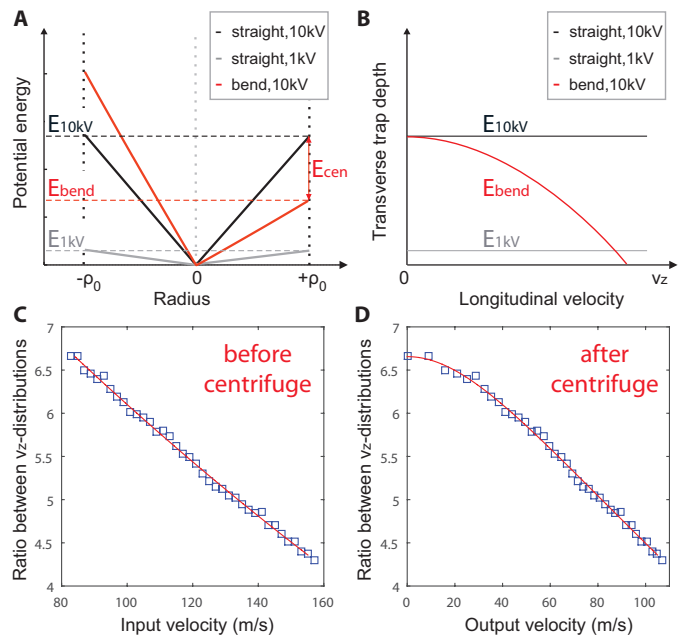 A
straight,10kV
straight,1kV
bend,10kV
Potential energy
E10kV
Ebend
E1kV
Ecen
-ρ0
0
+ρ0
Radius
B
straight,10kV
straight,1kV
bend,10kV
Transverse trap depth
E10kV
Ebend
E1kV
0
vz
Longitudinal velocity
C
before
centrifuge
Ratio between vz-distributions
7
6.5
6
5.5
5
4.5
4
80
100
120
140
160
Input velocity (m/s)
D
after
centrifuge
Ratio between vz-distributions
7
6.5
6
5.5
5
4.5
4
0
20
40
60
80
100
Output velocity (m/s)